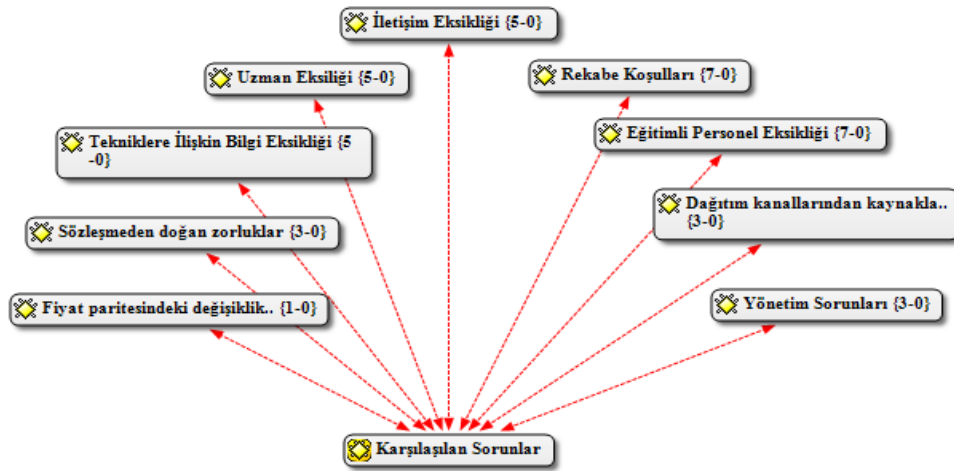 İletişim Eksikliği {5-0}
Uzman Eksiliği {5-0}
Rekabe Koşulları {7-0}
Tekniklere İlişkin Bilgi Eksikliği {5
-0}
Eğitimli Personel Eksikliği {7-0}
Dağıtım kanallarından kaynakla..
{3-0}
Sözleşmeden doğan zorluklar {3-0}
Fiyat paritesindeki değişiklik.. {1-0}
Yönetim Sorunları {3-0}
Karşılaşılan Sorunlar